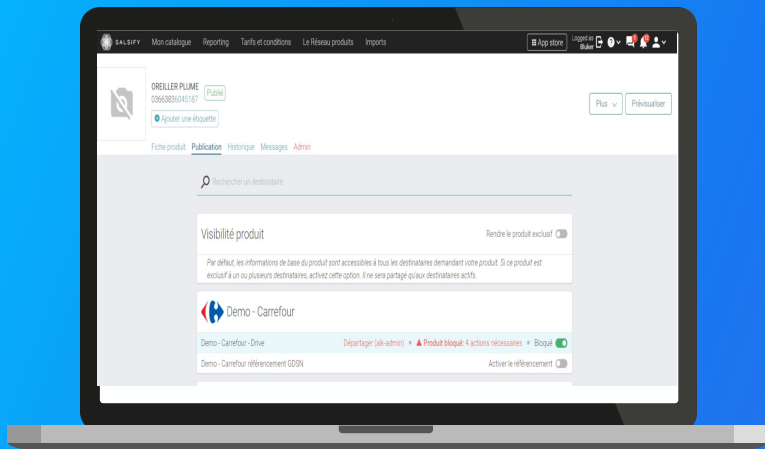 SALSIFY Mon catalogue Reporting Tarifs et conditions Le Réseau produits Imports App store Logged as Bluker
OREILLER PLUME Publié
03663836045187
Ajouter une étiquette
Plus Prévisualiser
Fiche produit Publication Historique Messages Admin
Rechercher un destinataire
Visibilité produit Rendre le produit exclusif
Par défaut, les informations de base du produit sont accessibles à tous les destinataires demandant votre produit. Si ce produit est
exclusif à un ou plusieurs destinataires, activez cette option. Il ne sera partagé qu'aux destinataires actifs.
Demo - Carrefour
Demo - Carrefour - Drive Départager (alk-admin) • Produit bloqué: 4 actions nécessaires • Bloqué
Demo - Carrefour référencement GDSN Activer le référencement